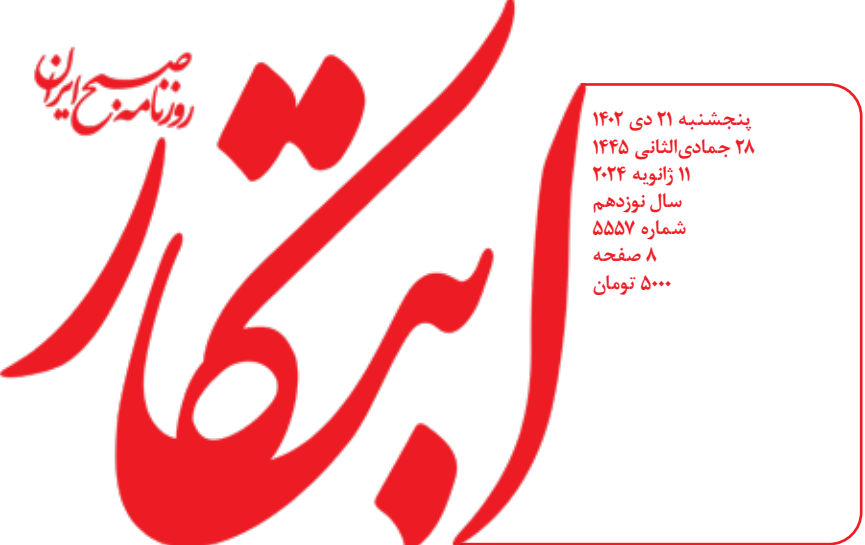 ابتکار
روزنامه صبح ایران
پنجشنبه ۲۱ دی ۱۴۰۲
۲۸ جمادی‌الثانی ۱۴۴۵
۱۱ ژانویه ۲۰۲۴
سال نوزدهم
شماره ۵۵۵۷
۸ صفحه
۵۰۰۰ تومان